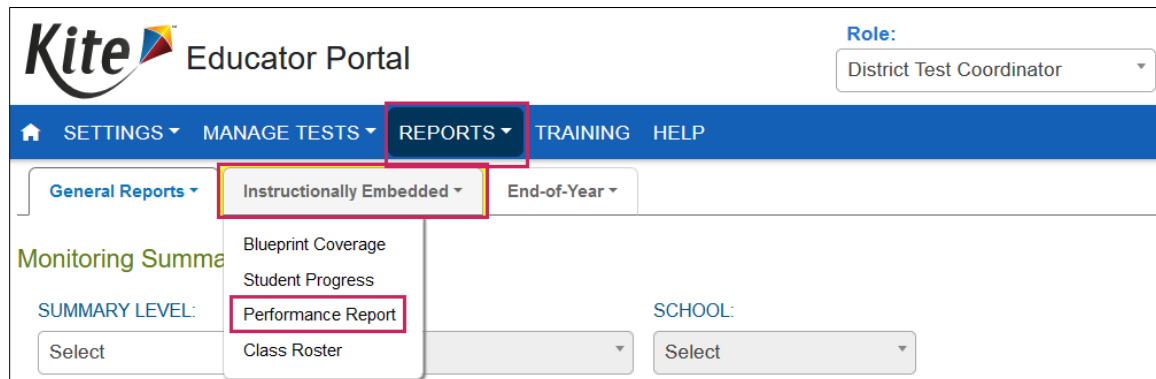 Kite Educator Portal
Role:
District Test Coordinator
SETTINGS MANAGE TESTS REPORTS TRAINING HELP
General Reports Instructionally Embedded End-of-Year
Blueprint Coverage
Monitoring Summa
Student Progress
SUMMARY LEVEL: Performance Report SCHOOL:
Select Class Roster Select